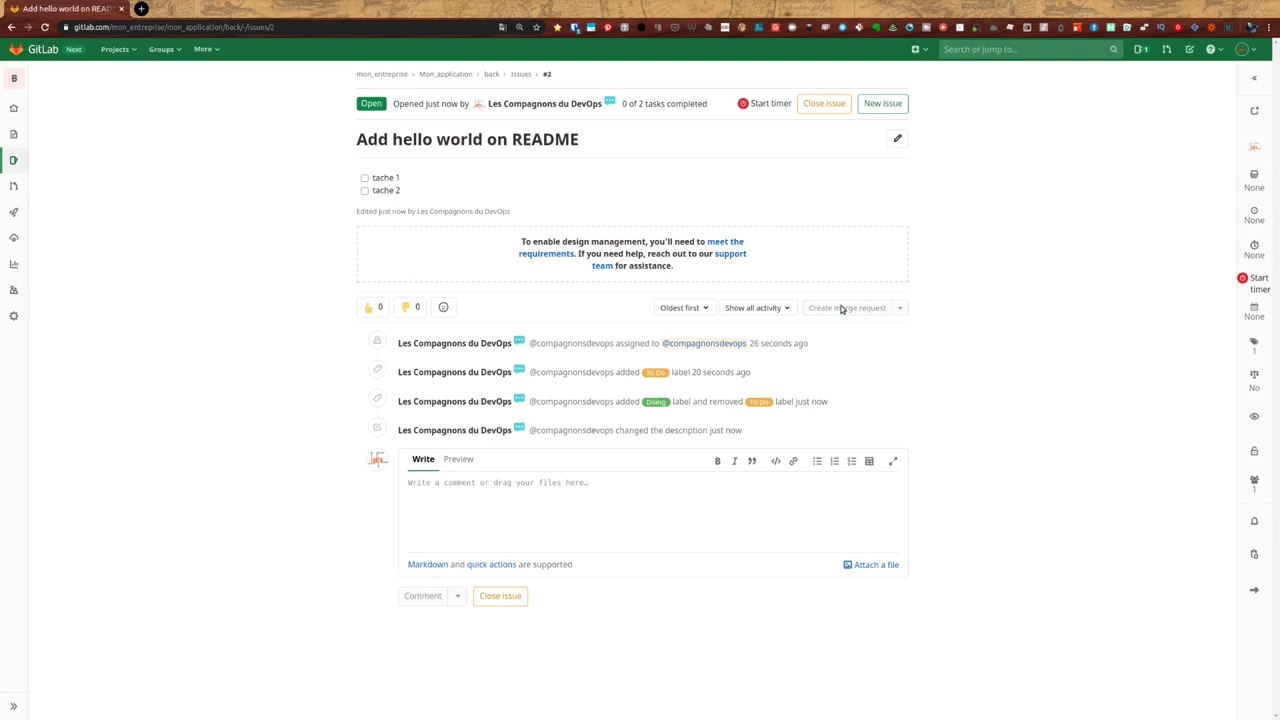 Add hello world on README
gitlab.com/mon_entreprise/mon_application/back/-/issues/2
GitLab Next Projects Groups More Search or jump to... 1
B
mon_entreprise › Mon_application › back › Issues › #2
Open Opened just now by Les Compagnons du DevOps 0 of 2 tasks completed Start timer Close issue New issue
Add hello world on README
tache 1
tache 2
Edited just now by Les Compagnons du DevOps
To enable design management, you'll need to meet the
requirements. If you need help, reach out to our support
team for assistance.
0 0 Oldest first Show all activity Create merge request
Les Compagnons du DevOps @compagnonsdevops assigned to @compagnonsdevops 26 seconds ago
Les Compagnons du DevOps @compagnonsdevops added To Do label 20 seconds ago
Les Compagnons du DevOps @compagnonsdevops added Doing label and removed To Do label just now
Les Compagnons du DevOps @compagnonsdevops changed the description just now
Write Preview
Write a comment or drag your files here…
Markdown and quick actions are supported Attach a file
Comment Close issue
None
None
None
Start
timer
None
1
No
1